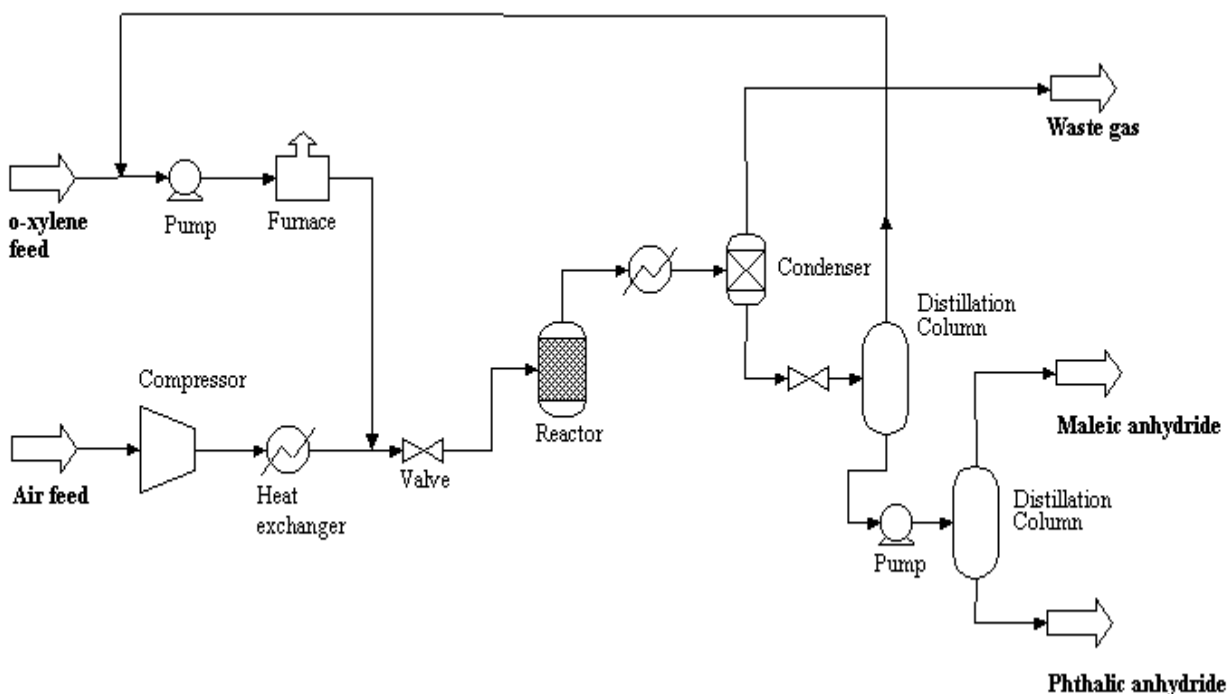 Waste gas
o-xylene
feed
Pump
Furnace
Condenser
Distillation
Column
Compressor
Reactor
Maleic anhydride
Air feed
Heat
exchanger
Valve
Distillation
Column
Pump
Phthalic anhydride